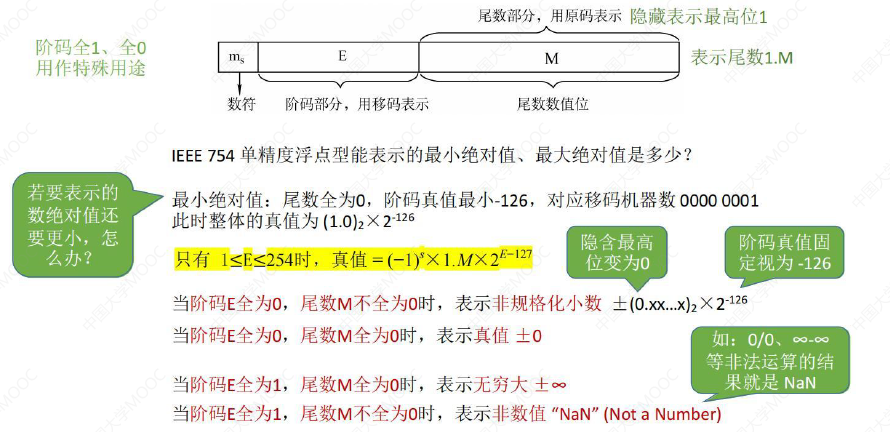 尾数部分，用原码表示 隐藏表示最高位1
阶码全1、全0
用作特殊用途
mₛ E M
表示尾数1.M
数符 阶码部分，用移码表示 尾数数值位
IEEE 754 单精度浮点型能表示的最小绝对值、最大绝对值是多少？
若要表示的
数绝对值还
要更小，怎
么办？
最小绝对值：尾数全为0，阶码真值最小-126，对应移码机器数 0000 0001
此时整体的真值为 (1.0)₂×2⁻¹²⁶
隐含最高
位变为0
阶码真值固
定视为 -126
只有 1≤E≤254时，真值 = (−1)ˢ×1.M×2ᴱ⁻¹²⁷
当阶码E全为0，尾数M不全为0时，表示非规格化小数 ±(0.xx...x)₂×2⁻¹²⁶
当阶码E全为0，尾数M全为0时，表示真值 ±0
如：0/0、∞-∞
等非法运算的结
果就是 NaN
当阶码E全为1，尾数M全为0时，表示无穷大 ±∞
当阶码E全为1，尾数M不全为0时，表示非数值 “NaN” (Not a Number)
中国大学MOOC